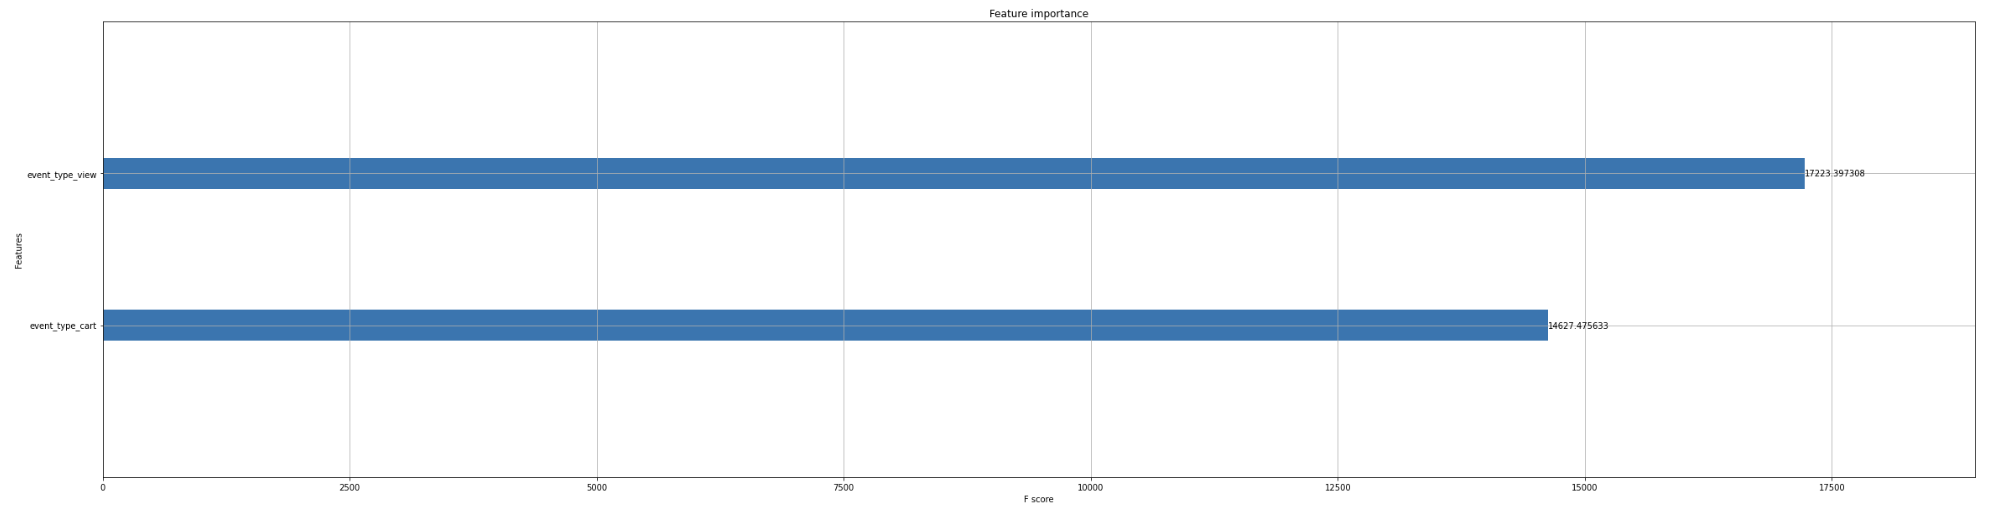 Feature importance
event_type_view
17223.397308
Features
event_type_cart
14627.475633
0 2500 5000 7500 10000 12500 15000 17500
F score